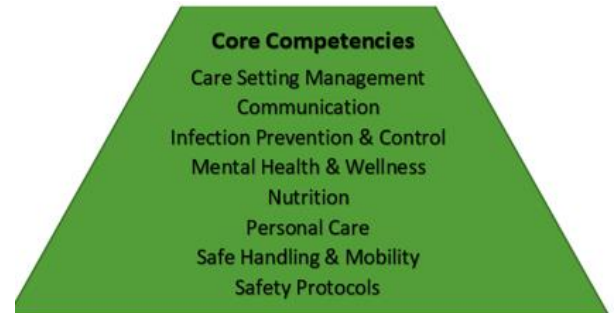 Core Competencies
Care Setting Management
Communication
Infection Prevention & Control
Mental Health & Wellness
Nutrition
Personal Care
Safe Handling & Mobility
Safety Protocols